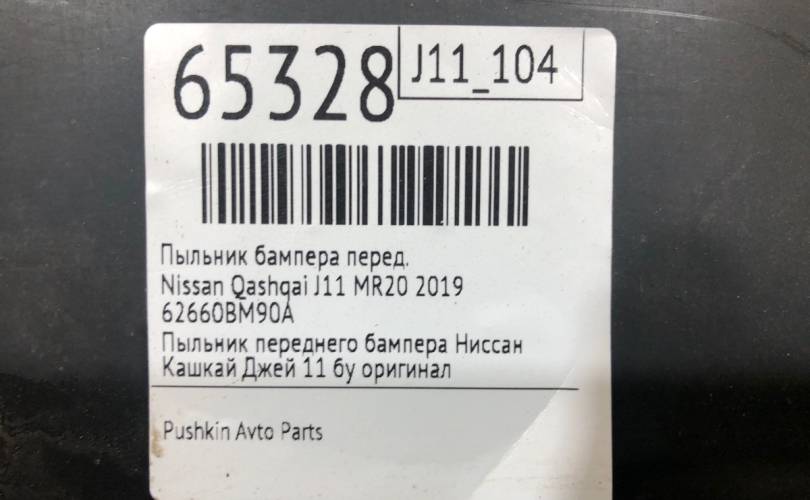 65328
J11_104
Пыльник бампера перед.
Nissan Qashqai J11 MR20 2019
62660BM90A
Пыльник переднего бампера Ниссан
Кашкай Джей 11 бу оригинал
Pushkin Avto Parts